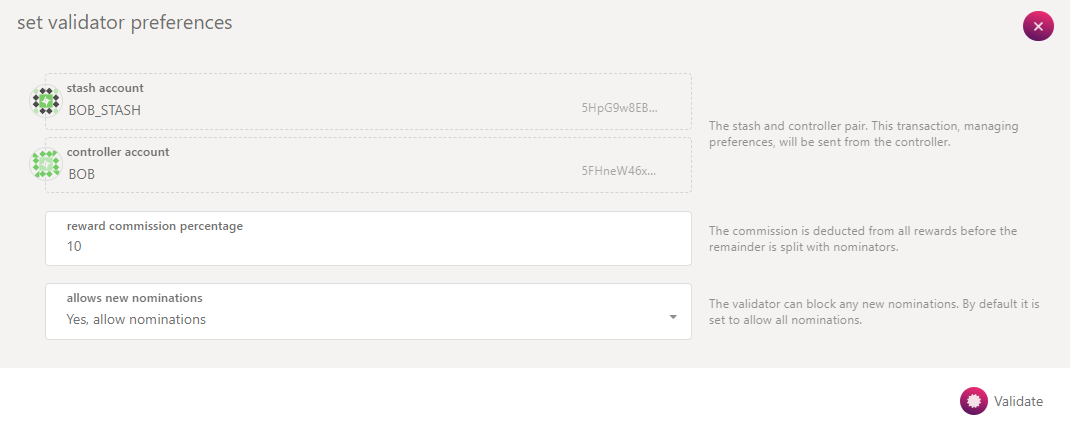 set validator preferences
stash account
BOB_STASH
5HpG9w8EB...
controller account
BOB
5FHneW46x...
The stash and controller pair. This transaction, managing
preferences, will be sent from the controller.
reward commission percentage
10
The commission is deducted from all rewards before the
remainder is split with nominators.
allows new nominations
Yes, allow nominations
The validator can block any new nominations. By default it is
set to allow all nominations.
Validate